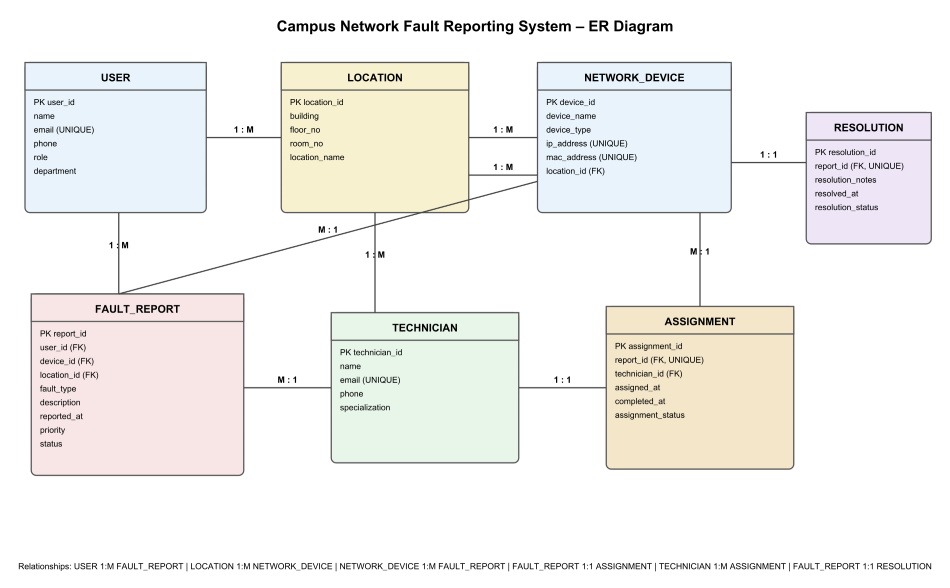 Campus Network Fault Reporting System – ER Diagram
USER
PK user_id
name
email (UNIQUE)
phone
role
department
1 : M
LOCATION
PK location_id
building
floor_no
room_no
location_name
1 : M
1 : M
NETWORK_DEVICE
PK device_id
device_name
device_type
ip_address (UNIQUE)
mac_address (UNIQUE)
location_id (FK)
1 : 1
RESOLUTION
PK resolution_id
report_id (FK, UNIQUE)
resolution_notes
resolved_at
resolution_status
1 : M
M : 1
1 : M
M : 1
FAULT_REPORT
PK report_id
user_id (FK)
device_id (FK)
location_id (FK)
fault_type
description
reported_at
priority
status
M : 1
TECHNICIAN
PK technician_id
name
email (UNIQUE)
phone
specialization
1 : 1
ASSIGNMENT
PK assignment_id
report_id (FK, UNIQUE)
technician_id (FK)
assigned_at
completed_at
assignment_status
Relationships: USER 1:M FAULT_REPORT | LOCATION 1:M NETWORK_DEVICE | NETWORK_DEVICE 1:M FAULT_REPORT | FAULT_REPORT 1:1 ASSIGNMENT | TECHNICIAN 1:M ASSIGNMENT | FAULT_REPORT 1:1 RESOLUTION